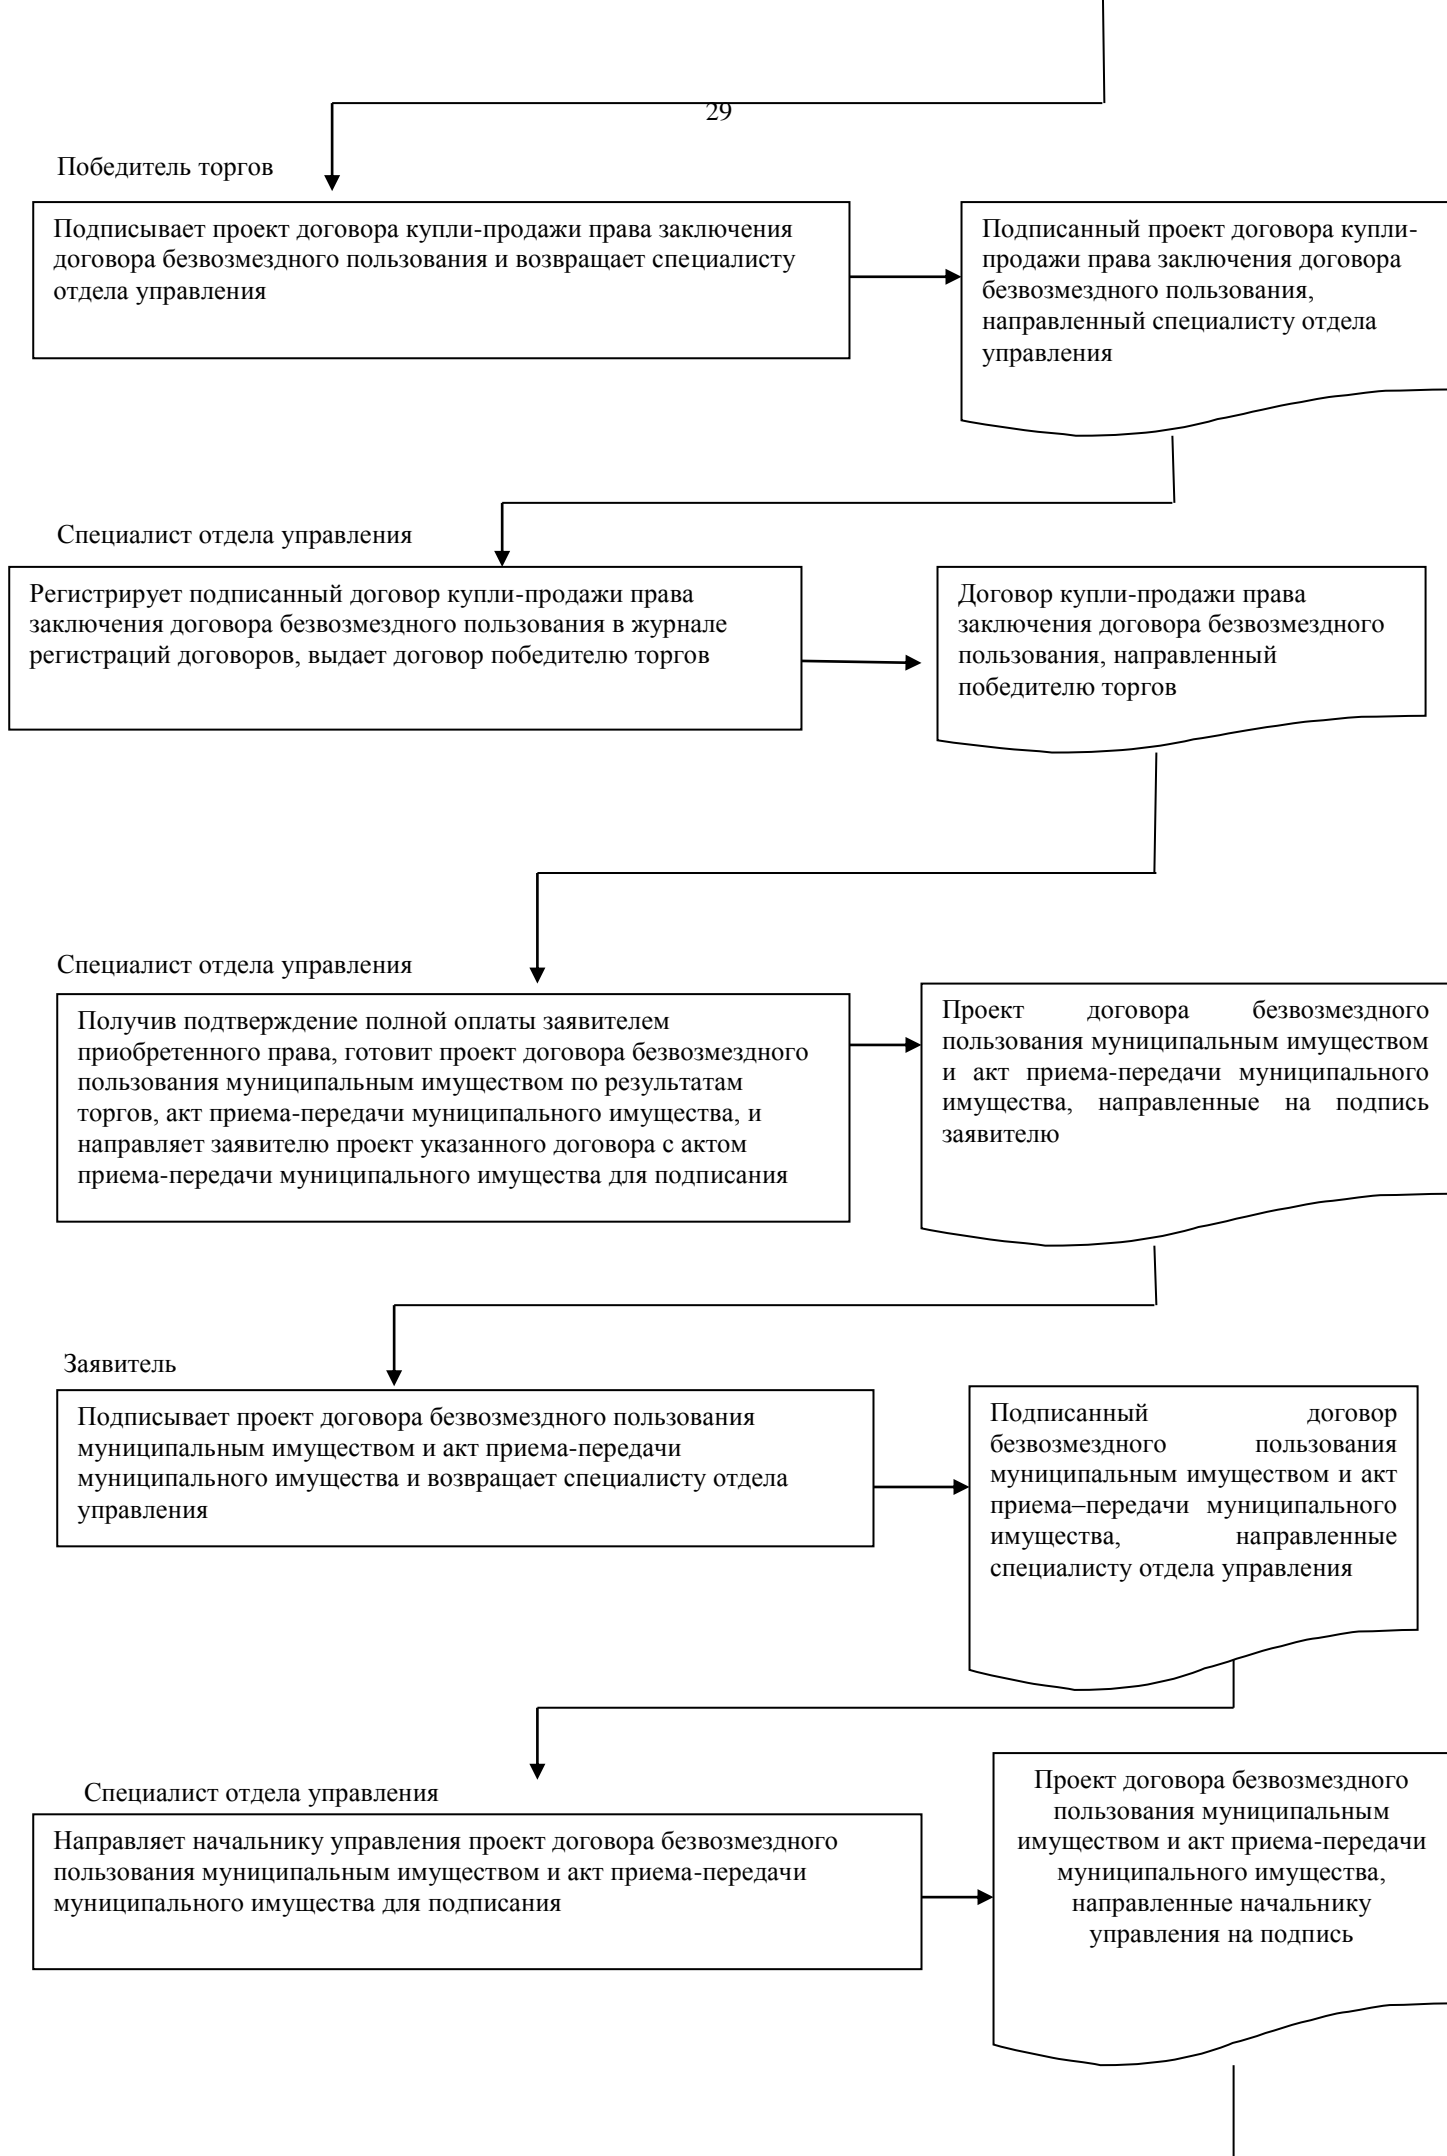 29
Победитель торгов
Подписывает проект договора купли-продажи права заключения
договора безвозмездного пользования и возвращает специалисту
отдела управления
Подписанный проект договора купли-
продажи права заключения договора
безвозмездного пользования,
направленный специалисту отдела
управления
Специалист отдела управления
Регистрирует подписанный договор купли-продажи права
заключения договора безвозмездного пользования в журнале
регистраций договоров, выдает договор победителю торгов
Договор купли-продажи права
заключения договора безвозмездного
пользования, направленный
победителю торгов
Специалист отдела управления
Получив подтверждение полной оплаты заявителем
приобретенного права, готовит проект договора безвозмездного
пользования муниципальным имуществом по результатам
торгов, акт приема-передачи муниципального имущества, и
направляет заявителю проект указанного договора с актом
приема-передачи муниципального имущества для подписания
Проект договора безвозмездного
пользования муниципальным имуществом
и акт приема-передачи муниципального
имущества, направленные на подпись
заявителю
Заявитель
Подписывает проект договора безвозмездного пользования
муниципальным имуществом и акт приема-передачи
муниципального имущества и возвращает специалисту отдела
управления
Подписанный договор
безвозмездного пользования
муниципальным имуществом и акт
приема–передачи муниципального
имущества, направленные
специалисту отдела управления
Специалист отдела управления
Направляет начальнику управления проект договора безвозмездного
пользования муниципальным имуществом и акт приема-передачи
муниципального имущества для подписания
Проект договора безвозмездного
пользования муниципальным
имуществом и акт приема-передачи
муниципального имущества,
направленные начальнику
управления на подпись